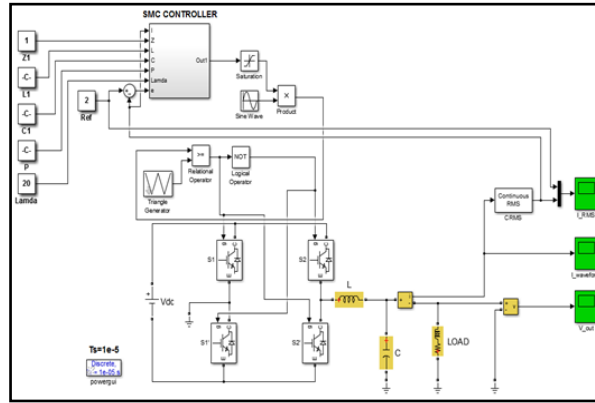 SMC CONTROLLER
1
Z1
-C-
L1
-C-
C1
-C-
P
20
Lamda
2
Ref
I
Z
L
C
P
Lamda
e
Out1
Saturation
Sine Wave
×
Product
Triangle
Generator
>=
Relational
Operator
NOT
Logical
Operator
Continuous
RMS
CRMS
I_RMS
I_waveform
V_out
S1
S2
S1'
S2'
Vdc
L
C
LOAD
Ts=1e-5
Discrete,
= 1e-05 s
powergui